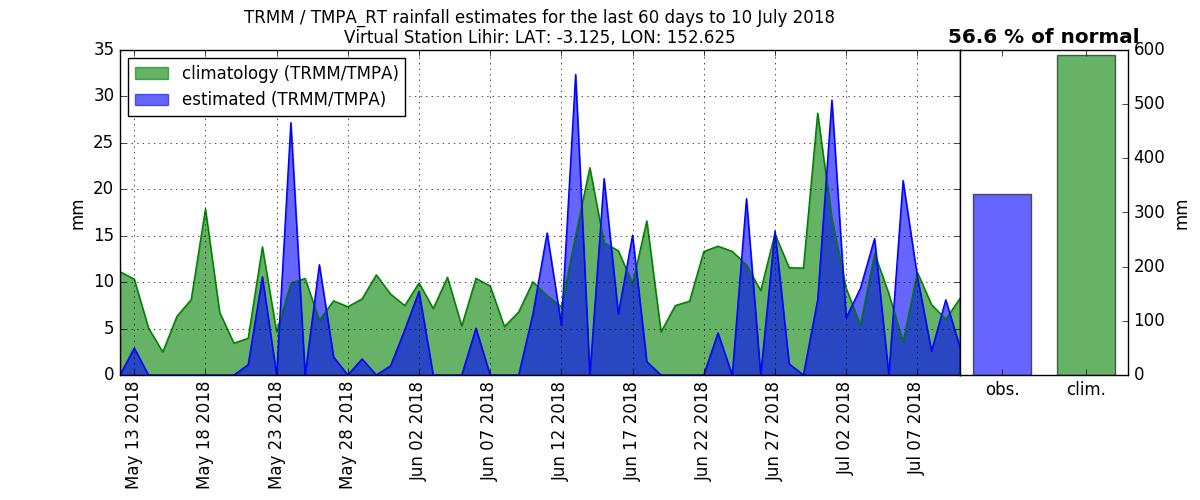 TRMM / TMPA_RT rainfall estimates for the last 60 days to 10 July 2018
Virtual Station Lihir: LAT: -3.125, LON: 152.625
56.6 % of normal
climatology (TRMM/TMPA)
estimated (TRMM/TMPA)
35
30
25
20
15
10
5
0
mm
600
500
400
300
200
100
0
mm
May 13 2018
May 18 2018
May 23 2018
May 28 2018
Jun 02 2018
Jun 07 2018
Jun 12 2018
Jun 17 2018
Jun 22 2018
Jun 27 2018
Jul 02 2018
Jul 07 2018
obs.
clim.